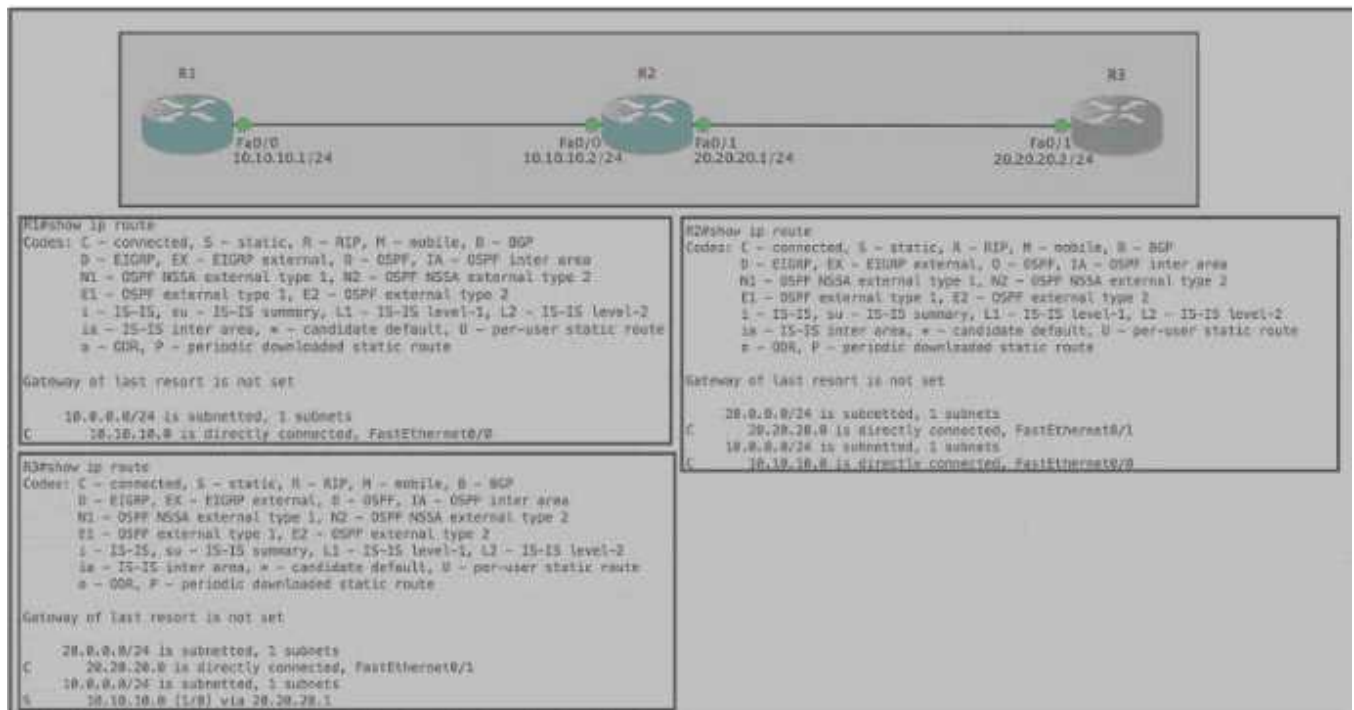 R1
R2
R3
Fa0/0
10.10.10.1/24
Fa0/0
10.10.10.2/24
Fa0/1
20.20.20.1/24
Fa0/1
20.20.20.2/24
R1#show ip route
Codes: C - connected, S - static, R - RIP, M - mobile, B - BGP
D - EIGRP, EX - EIGRP external, O - OSPF, IA - OSPF inter area
N1 - OSPF NSSA external type 1, N2 - OSPF NSSA external type 2
E1 - OSPF external type 1, E2 - OSPF external type 2
i - IS-IS, su - IS-IS summary, L1 - IS-IS level-1, L2 - IS-IS level-2
ia - IS-IS inter area, * - candidate default, U - per-user static route
o - ODR, P - periodic downloaded static route
Gateway of last resort is not set
10.0.0.0/24 is subnetted, 1 subnets
C 10.10.10.0 is directly connected, FastEthernet0/0
R2#show ip route
Codes: C - connected, S - static, R - RIP, M - mobile, B - BGP
D - EIGRP, EX - EIGRP external, O - OSPF, IA - OSPF inter area
N1 - OSPF NSSA external type 1, N2 - OSPF NSSA external type 2
E1 - OSPF external type 1, E2 - OSPF external type 2
i - IS-IS, su - IS-IS summary, L1 - IS-IS level-1, L2 - IS-IS level-2
ia - IS-IS inter area, * - candidate default, U - per-user static route
o - ODR, P - periodic downloaded static route
Gateway of last resort is not set
20.0.0.0/24 is subnetted, 1 subnets
C 20.20.20.0 is directly connected, FastEthernet0/1
10.0.0.0/24 is subnetted, 1 subnets
C 10.10.10.0 is directly connected, FastEthernet0/0
R3#show ip route
Codes: C - connected, S - static, R - RIP, M - mobile, B - BGP
D - EIGRP, EX - EIGRP external, O - OSPF, IA - OSPF inter area
N1 - OSPF NSSA external type 1, N2 - OSPF NSSA external type 2
E1 - OSPF external type 1, E2 - OSPF external type 2
i - IS-IS, su - IS-IS summary, L1 - IS-IS level-1, L2 - IS-IS level-2
ia - IS-IS inter area, * - candidate default, U - per-user static route
o - ODR, P - periodic downloaded static route
Gateway of last resort is not set
20.0.0.0/24 is subnetted, 1 subnets
C 20.20.20.0 is directly connected, FastEthernet0/1
10.0.0.0/24 is subnetted, 1 subnets
S 10.10.10.0 [1/0] via 20.20.20.1